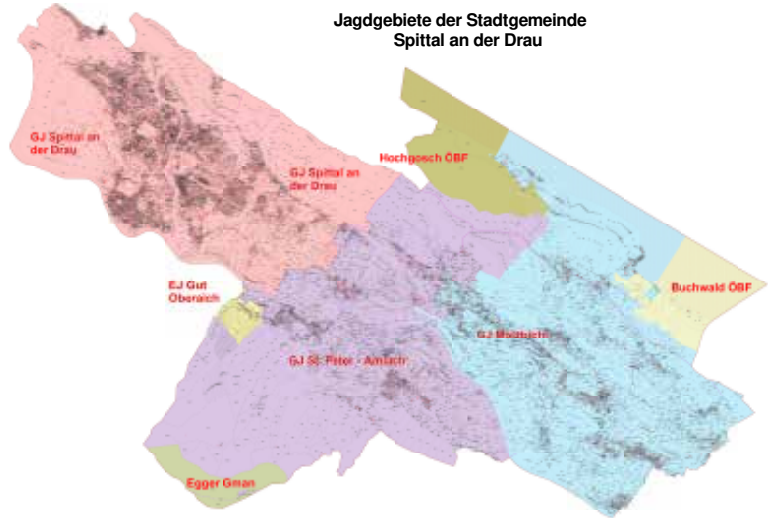 Jagdgebiete der Stadtgemeinde
Spittal an der Drau
GJ Spittal an
der Drau
Hochgosch ÖBF
GJ Spittal an
der Drau
EJ Gut
Oberaich
Buchwald ÖBF
GJ
GJ St. Peter - Amlach
Egger Gman